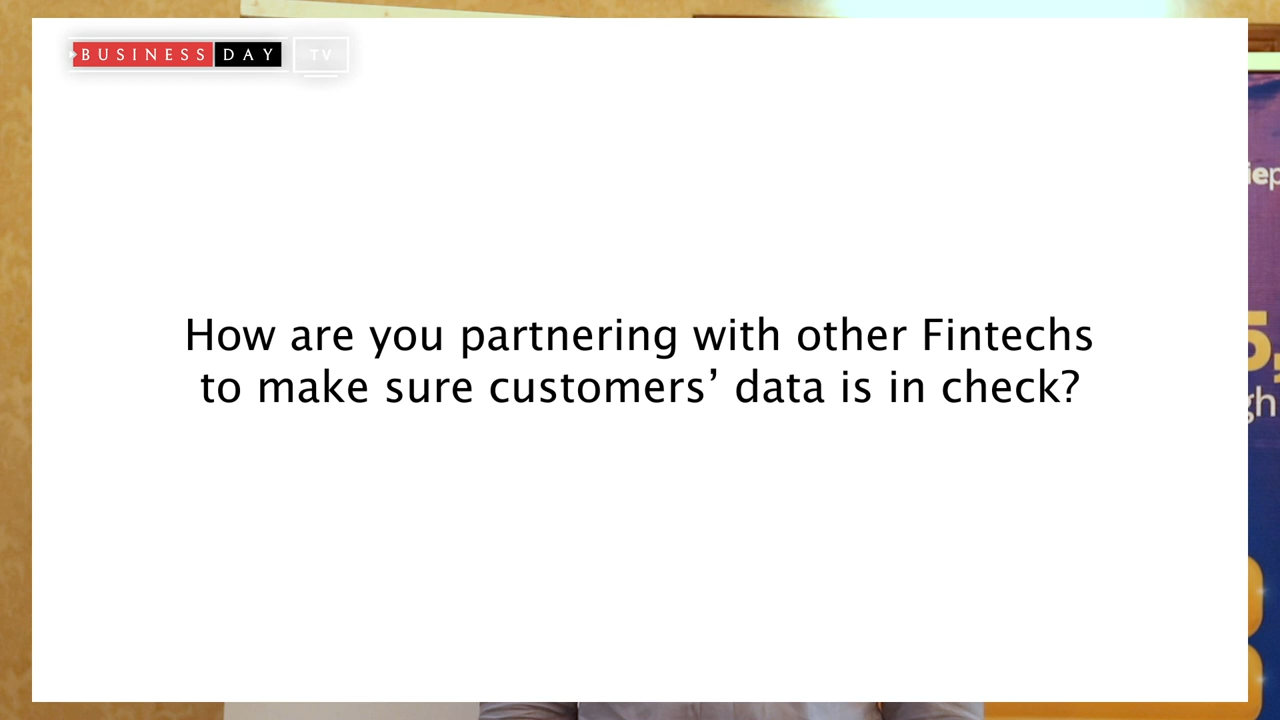 BUSINESS DAY TV
How are you partnering with other Fintechs
to make sure customers’ data is in check?